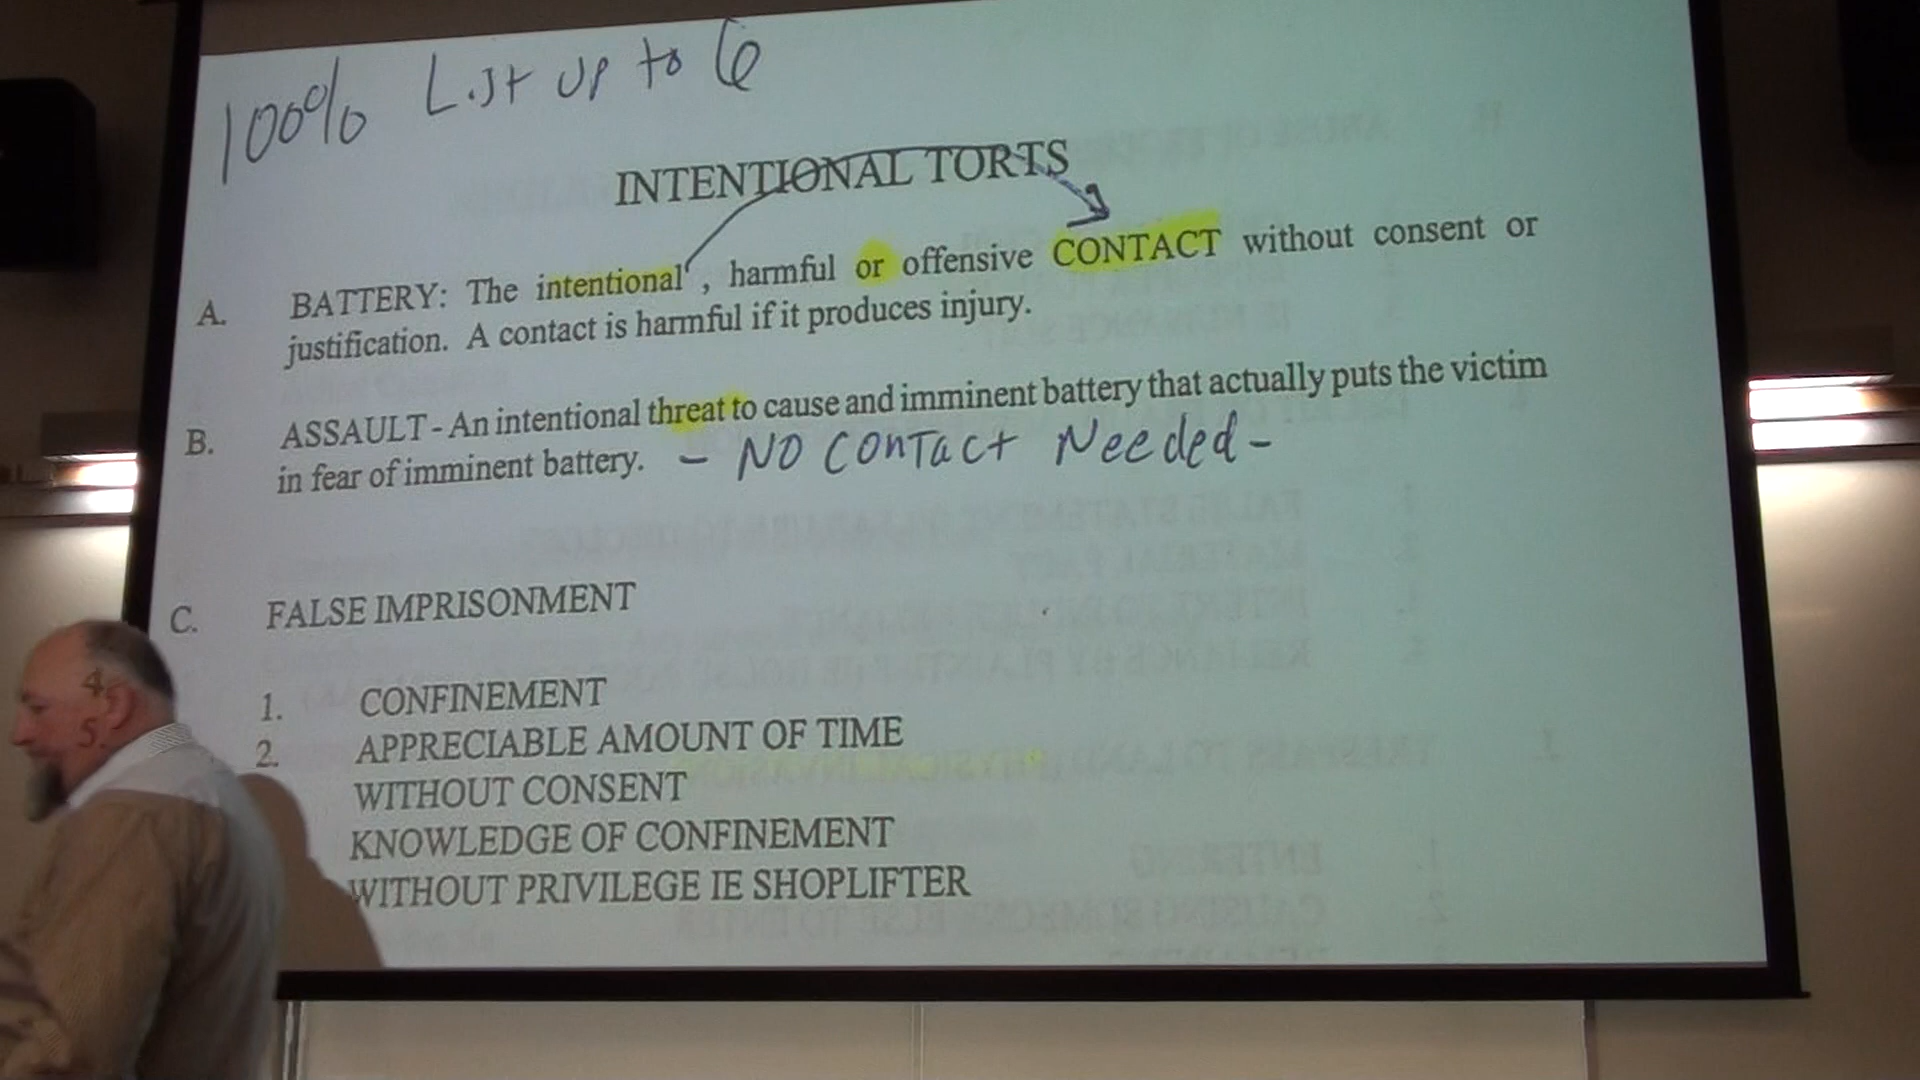 100% List up to 6
INTENTIONAL TORTS
A. BATTERY: The intentional , harmful or offensive CONTACT without consent or
justification. A contact is harmful if it produces injury.
B. ASSAULT - An intentional threat to cause and imminent battery that actually puts the victim
in fear of imminent battery. - NO CONTACT Needed -
C. FALSE IMPRISONMENT
1. CONFINEMENT
2. APPRECIABLE AMOUNT OF TIME
WITHOUT CONSENT
4. KNOWLEDGE OF CONFINEMENT
5. WITHOUT PRIVILEGE IE SHOPLIFTER